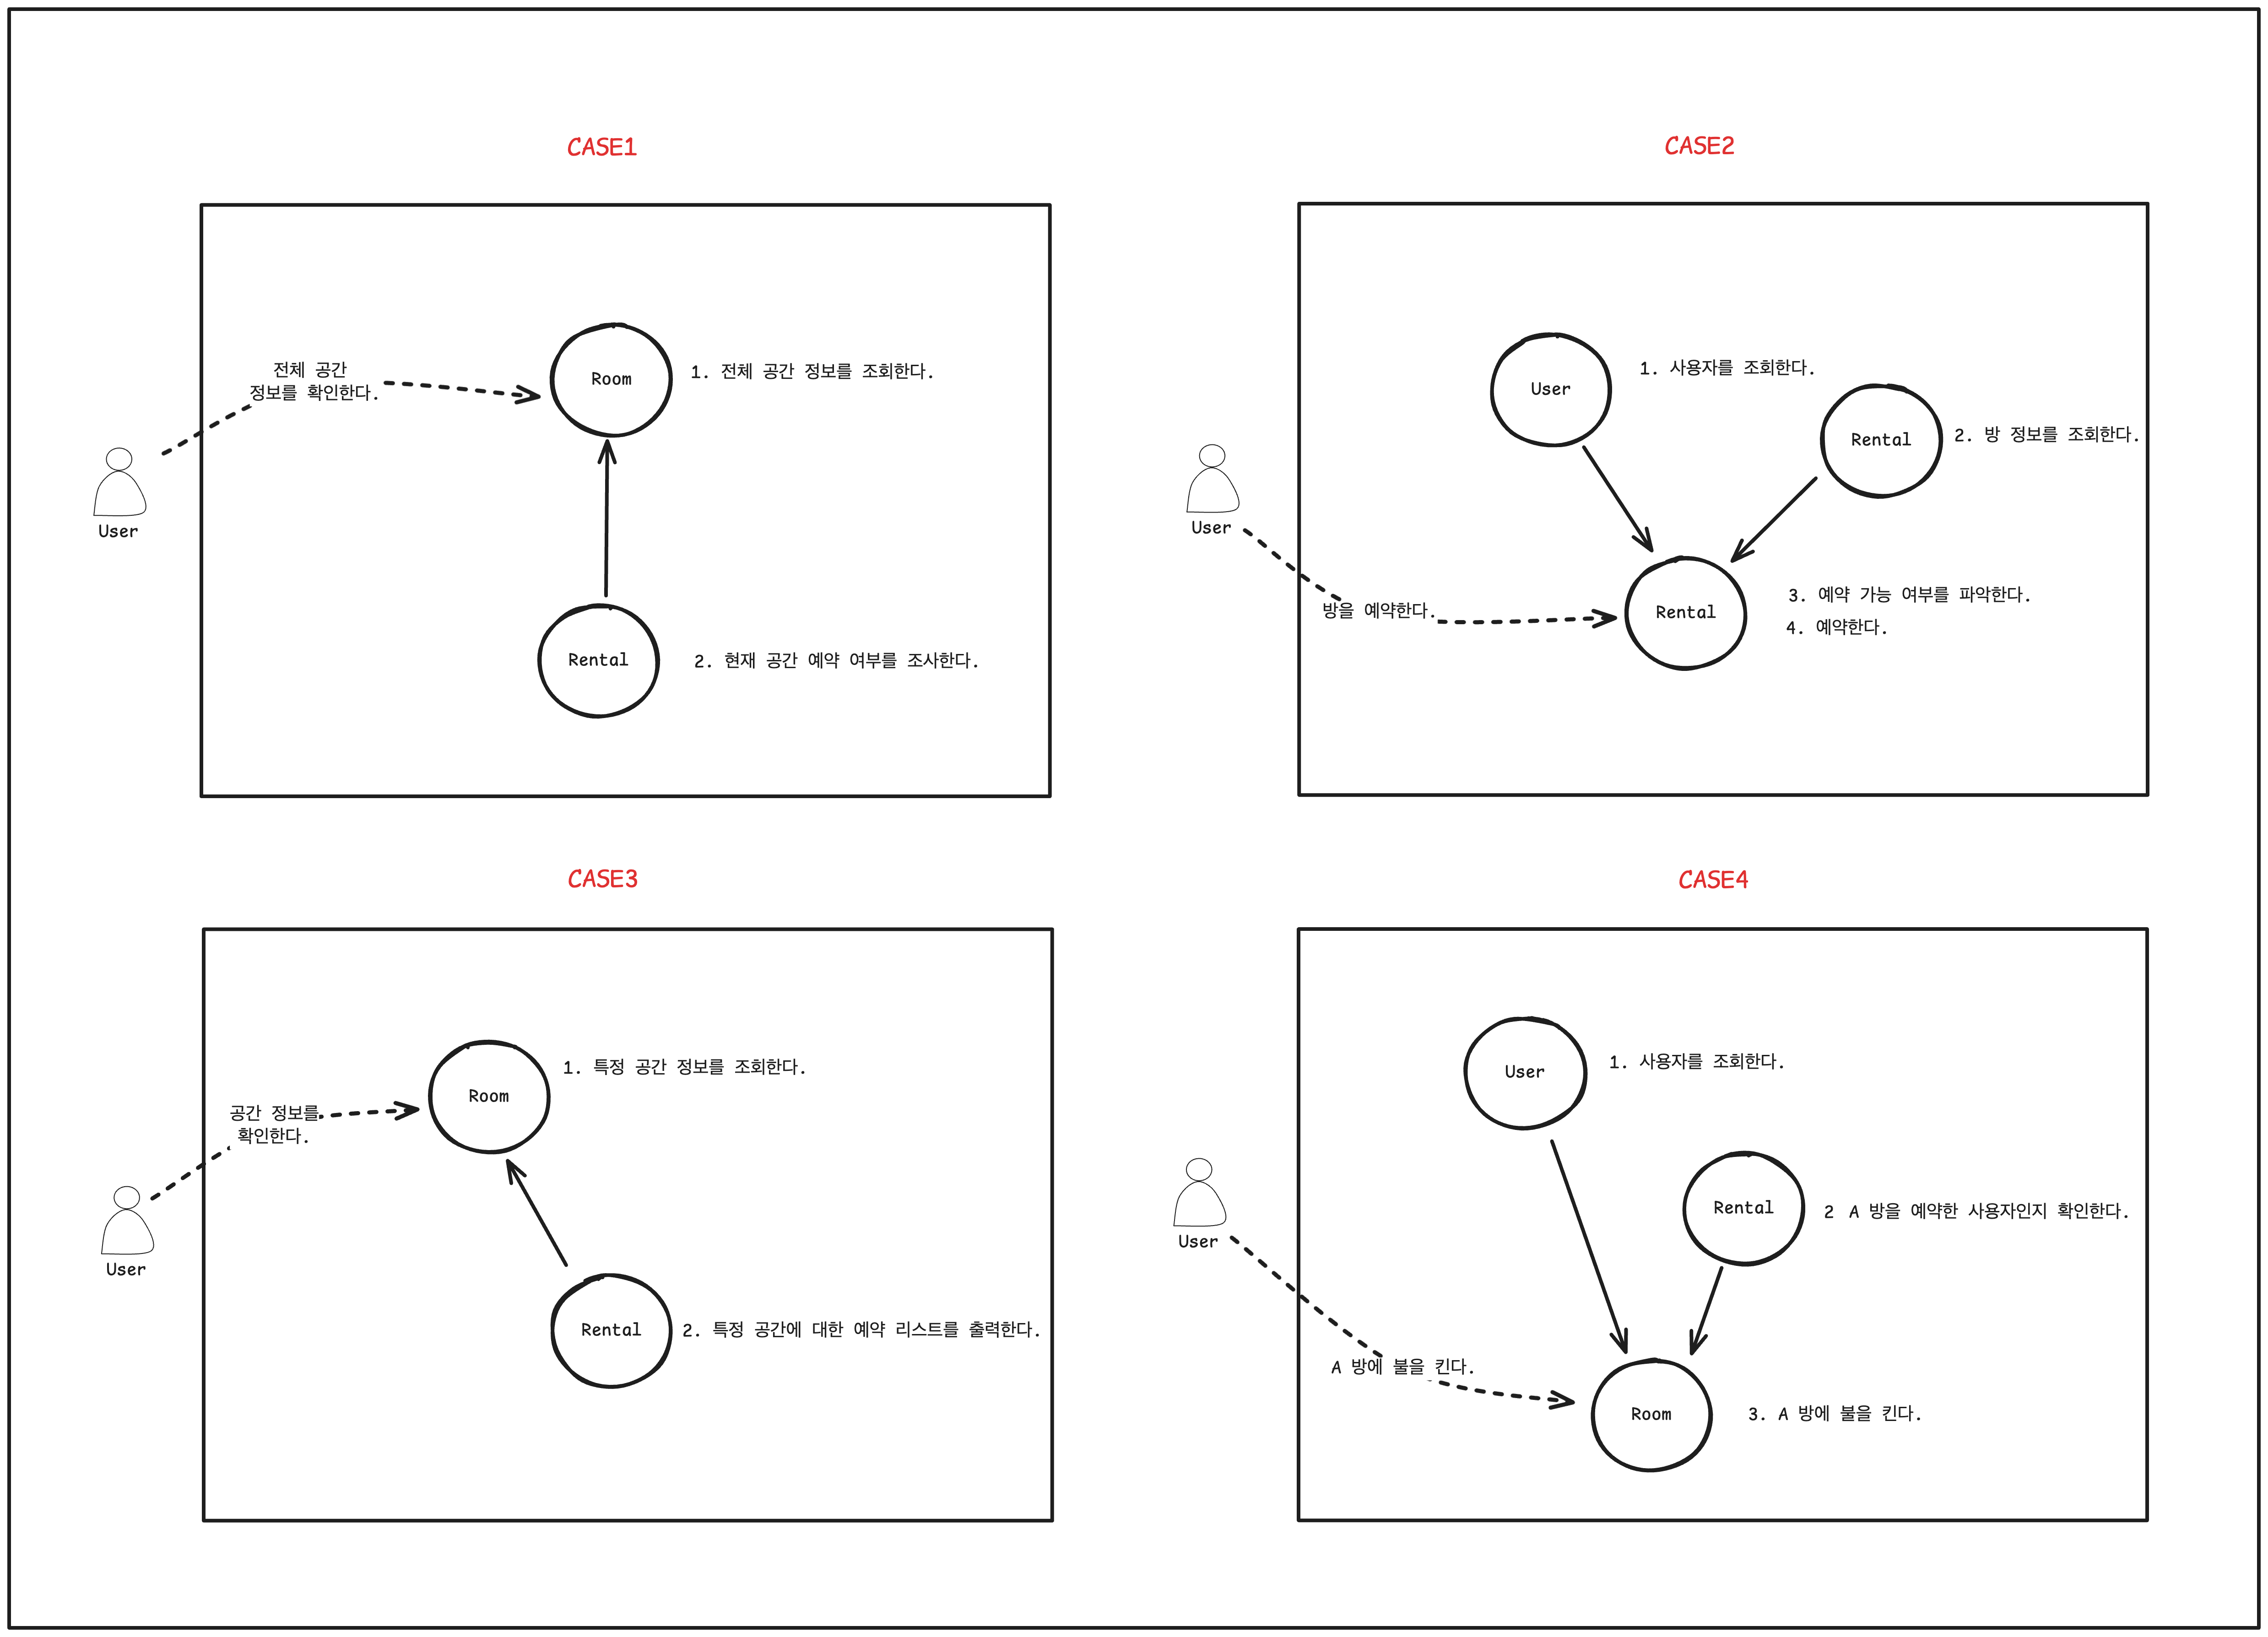 CASE1
전체 공간
정보를 확인한다.
User
Room
1. 전체 공간 정보를 조회한다.
Rental
2. 현재 공간 예약 여부를 조사한다.
CASE2
User
방을 예약한다.
User
1. 사용자를 조회한다.
Rental
2. 방 정보를 조회한다.
Rental
3. 예약 가능 여부를 파악한다.
4. 예약한다.
CASE3
User
공간 정보를
확인한다.
Room
1. 특정 공간 정보를 조회한다.
Rental
2. 특정 공간에 대한 예약 리스트를 출력한다.
CASE4
User
A 방에 불을 킨다.
User
1. 사용자를 조회한다.
Rental
2 A 방을 예약한 사용자인지 확인한다.
Room
3. A 방에 불을 킨다.